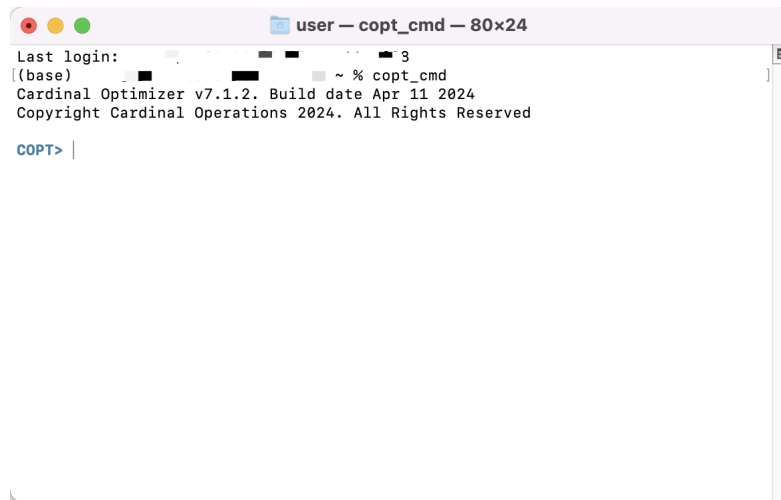 user — copt_cmd — 80×24
Last login: 3
(base) ~ % copt_cmd
Cardinal Optimizer v7.1.2. Build date Apr 11 2024
Copyright Cardinal Operations 2024. All Rights Reserved
COPT>